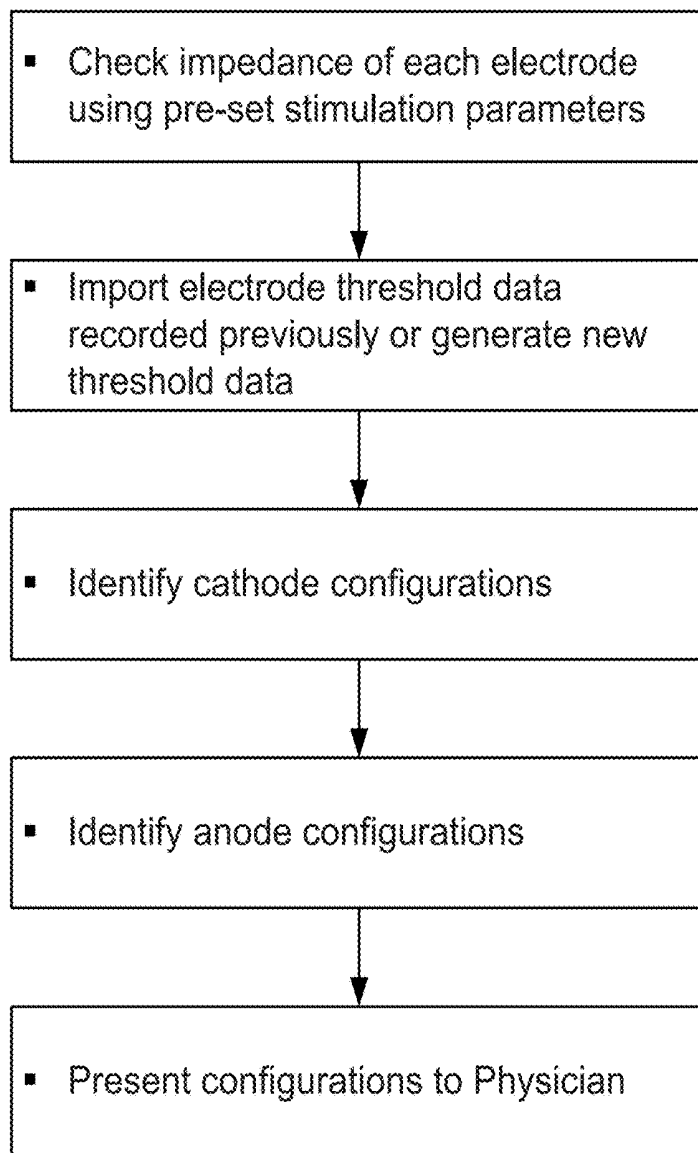 ▪ Check impedance of each electrode
using pre-set stimulation parameters
▪ Import electrode threshold data
recorded previously or generate new
threshold data
▪ Identify cathode configurations
▪ Identify anode configurations
▪ Present configurations to Physician